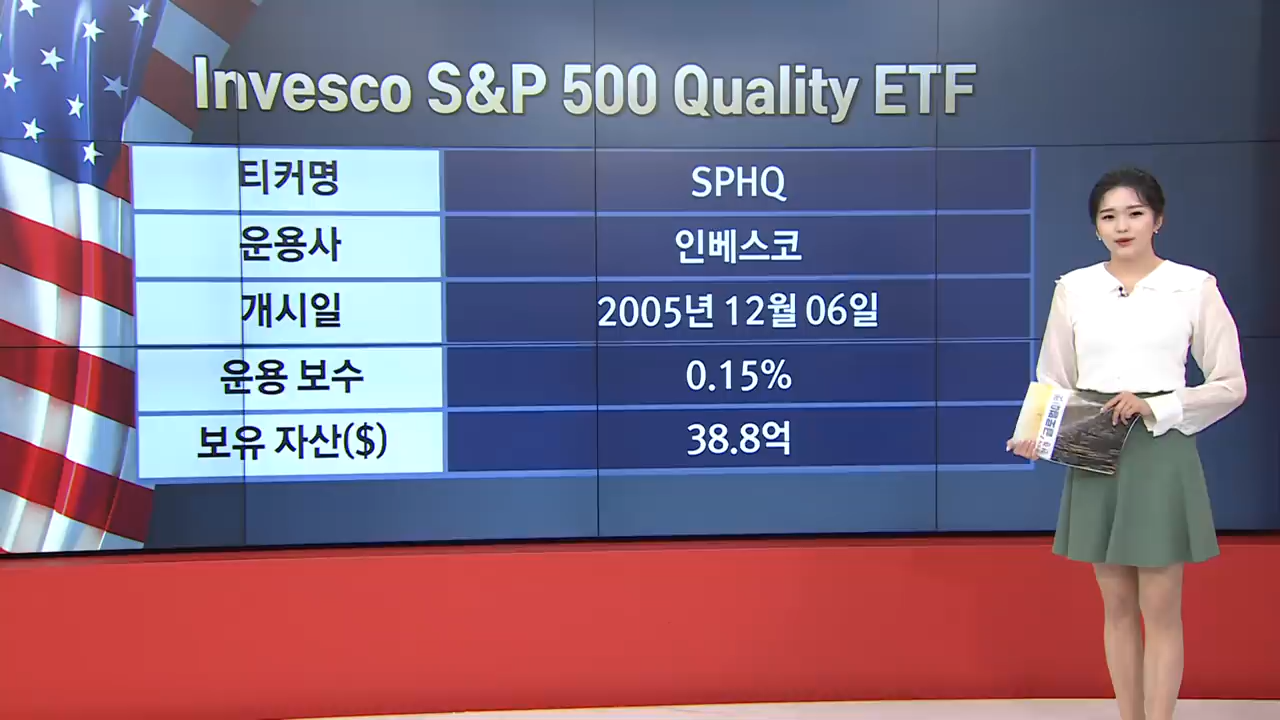 Invesco S&P 500 Quality ETF
티커명 SPHQ
운용사 인베스코
개시일 2005년 12월 06일
운용 보수 0.15%
보유 자산($) 38.8억